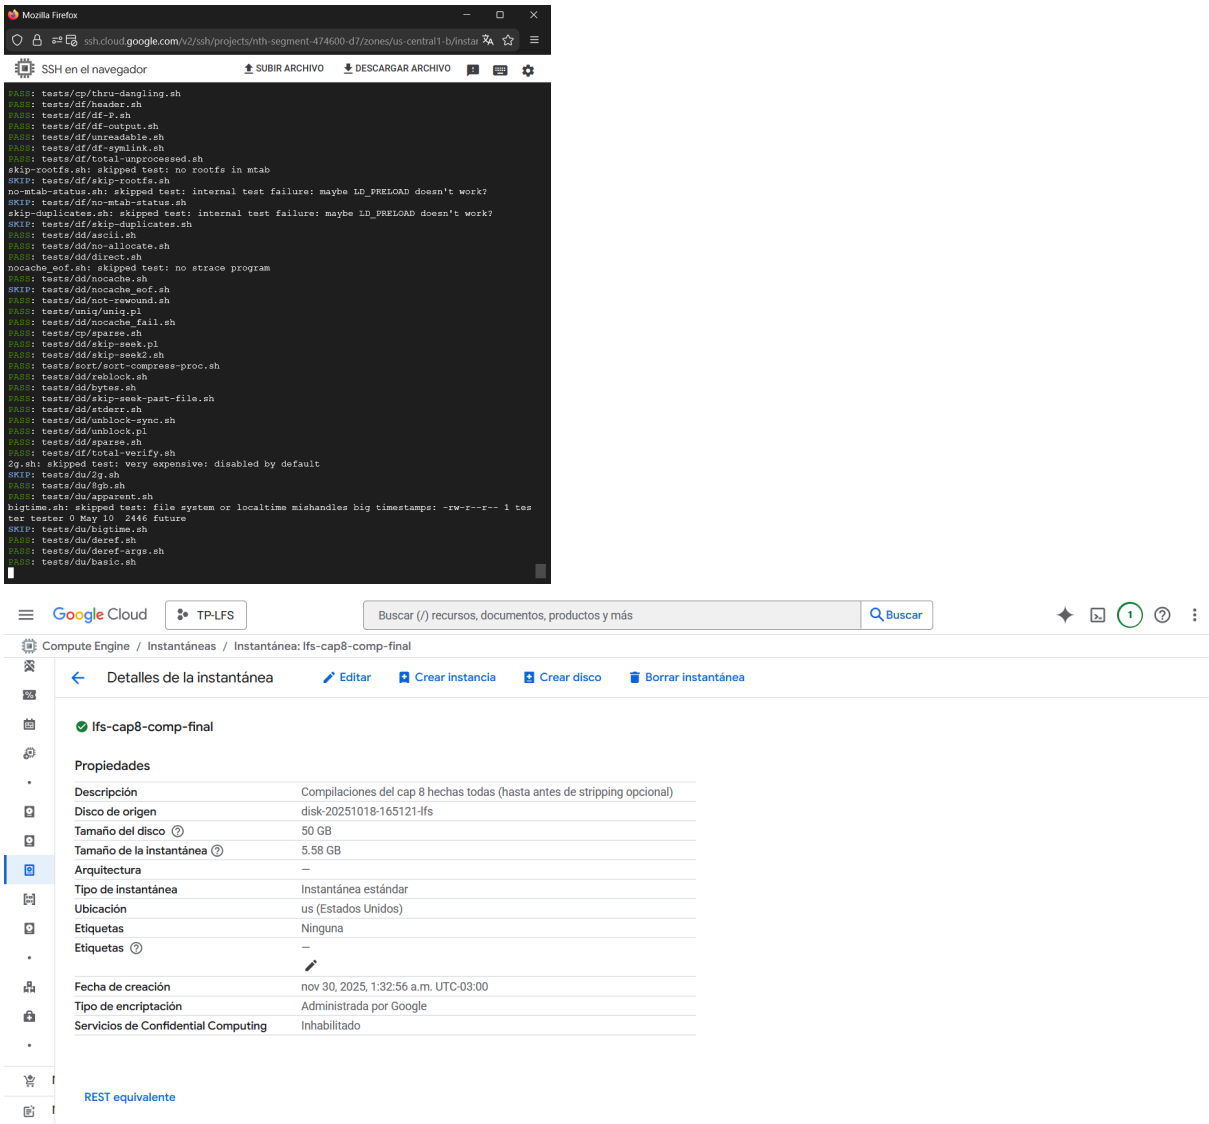 Mozilla Firefox
ssh.cloud.google.com/v2/ssh/projects/nth-segment-474600-d7/zones/us-central1-b/instar
SSH en el navegador
SUBIR ARCHIVO
DESCARGAR ARCHIVO
PASS: tests/cp/thru-dangling.sh
PASS: tests/df/header.sh
PASS: tests/df/df-P.sh
PASS: tests/df/df-output.sh
PASS: tests/df/unreadable.sh
PASS: tests/df/df-symlink.sh
PASS: tests/df/total-unprocessed.sh
skip-rootfs.sh: skipped test: no rootfs in mtab
SKIP: tests/df/skip-rootfs.sh
no-mtab-status.sh: skipped test: internal test failure: maybe LD_PRELOAD doesn't work?
SKIP: tests/df/no-mtab-status.sh
skip-duplicates.sh: skipped test: internal test failure: maybe LD_PRELOAD doesn't work?
SKIP: tests/df/skip-duplicates.sh
PASS: tests/dd/ascii.sh
PASS: tests/dd/no-allocate.sh
PASS: tests/dd/direct.sh
nocache_eof.sh: skipped test: no strace program
PASS: tests/dd/nocache.sh
SKIP: tests/dd/nocache_eof.sh
PASS: tests/dd/not-rewound.sh
PASS: tests/uniq/uniq.pl
PASS: tests/dd/nocache_fail.sh
PASS: tests/cp/sparse.sh
PASS: tests/dd/skip-seek.pl
PASS: tests/dd/skip-seek2.sh
PASS: tests/sort/sort-compress-proc.sh
PASS: tests/dd/reblock.sh
PASS: tests/dd/bytes.sh
PASS: tests/dd/skip-seek-past-file.sh
PASS: tests/dd/stderr.sh
PASS: tests/dd/unblock-sync.sh
PASS: tests/dd/unblock.pl
PASS: tests/dd/sparse.sh
PASS: tests/df/total-verify.sh
2g.sh: skipped test: very expensive: disabled by default
SKIP: tests/du/2g.sh
PASS: tests/du/8gb.sh
PASS: tests/du/apparent.sh
bigtime.sh: skipped test: file system or localtime mishandles big timestamps: -rw-r--r-- 1 tes
ter tester 0 May 10  2446 future
SKIP: tests/du/bigtime.sh
PASS: tests/du/deref.sh
PASS: tests/du/deref-args.sh
PASS: tests/du/basic.sh
Google Cloud
TP-LFS
Buscar (/) recursos, documentos, productos y más
Buscar
1
Compute Engine / Instantáneas / Instantánea: lfs-cap8-comp-final
Detalles de la instantánea
Editar
Crear instancia
Crear disco
Borrar instantánea
lfs-cap8-comp-final
Propiedades
Descripción Compilaciones del cap 8 hechas todas (hasta antes de stripping opcional)
Disco de origen disk-20251018-165121-lfs
Tamaño del disco 50 GB
Tamaño de la instantánea 5.58 GB
Arquitectura —
Tipo de instantánea Instantánea estándar
Ubicación us (Estados Unidos)
Etiquetas Ninguna
Etiquetas —
Fecha de creación nov 30, 2025, 1:32:56 a.m. UTC-03:00
Tipo de encriptación Administrada por Google
Servicios de Confidential Computing Inhabilitado
REST equivalente